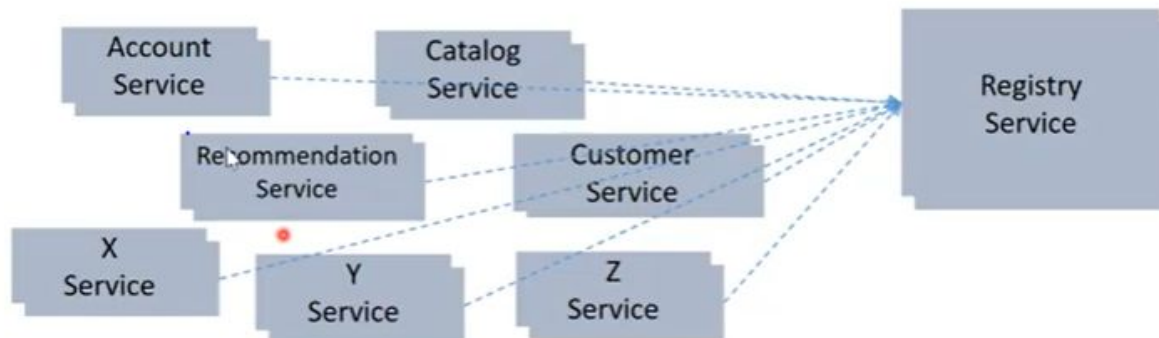 Account
Service
Catalog
Service
Registry
Service
Recommendation
Service
Customer
Service
X
Service
Y
Service
Z
Service